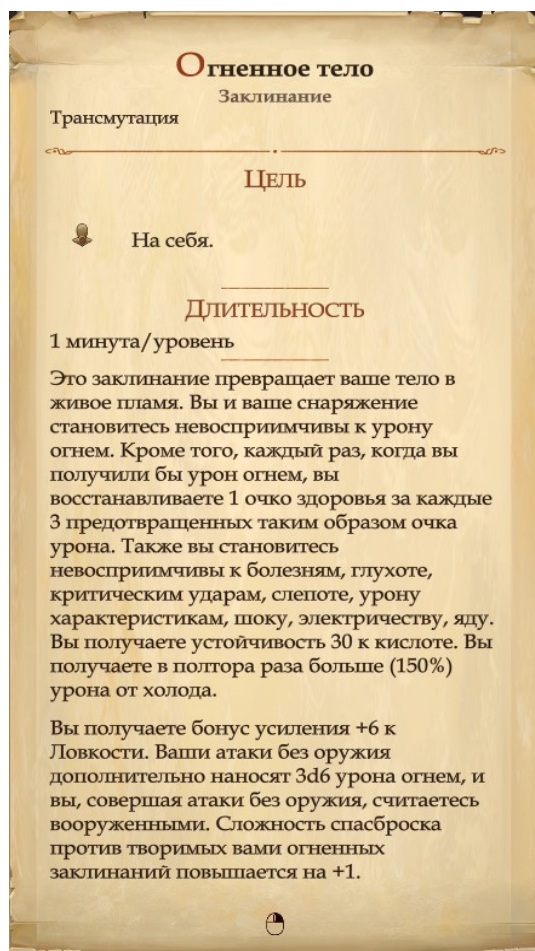 Огненное тело
Заклинание
Трансмутация
Цель
На себя.
Длительность
1 минута/уровень
Это заклинание превращает ваше тело в
живое пламя. Вы и ваше снаряжение
становитесь невосприимчивы к урону
огнем. Кроме того, каждый раз, когда вы
получили бы урон огнем, вы
восстанавливаете 1 очко здоровья за каждые
3 предотвращенных таким образом очка
урона. Также вы становитесь
невосприимчивы к болезням, глухоте,
критическим ударам, слепоте, урону
характеристикам, шоку, электричеству, яду.
Вы получаете устойчивость 30 к кислоте. Вы
получаете в полтора раза больше (150%)
урона от холода.
Вы получаете бонус усиления +6 к
Ловкости. Ваши атаки без оружия
дополнительно наносят 3d6 урона огнем, и
вы, совершая атаки без оружия, считаетесь
вооруженными. Сложность спасброска
против творимых вами огненных
заклинаний повышается на +1.